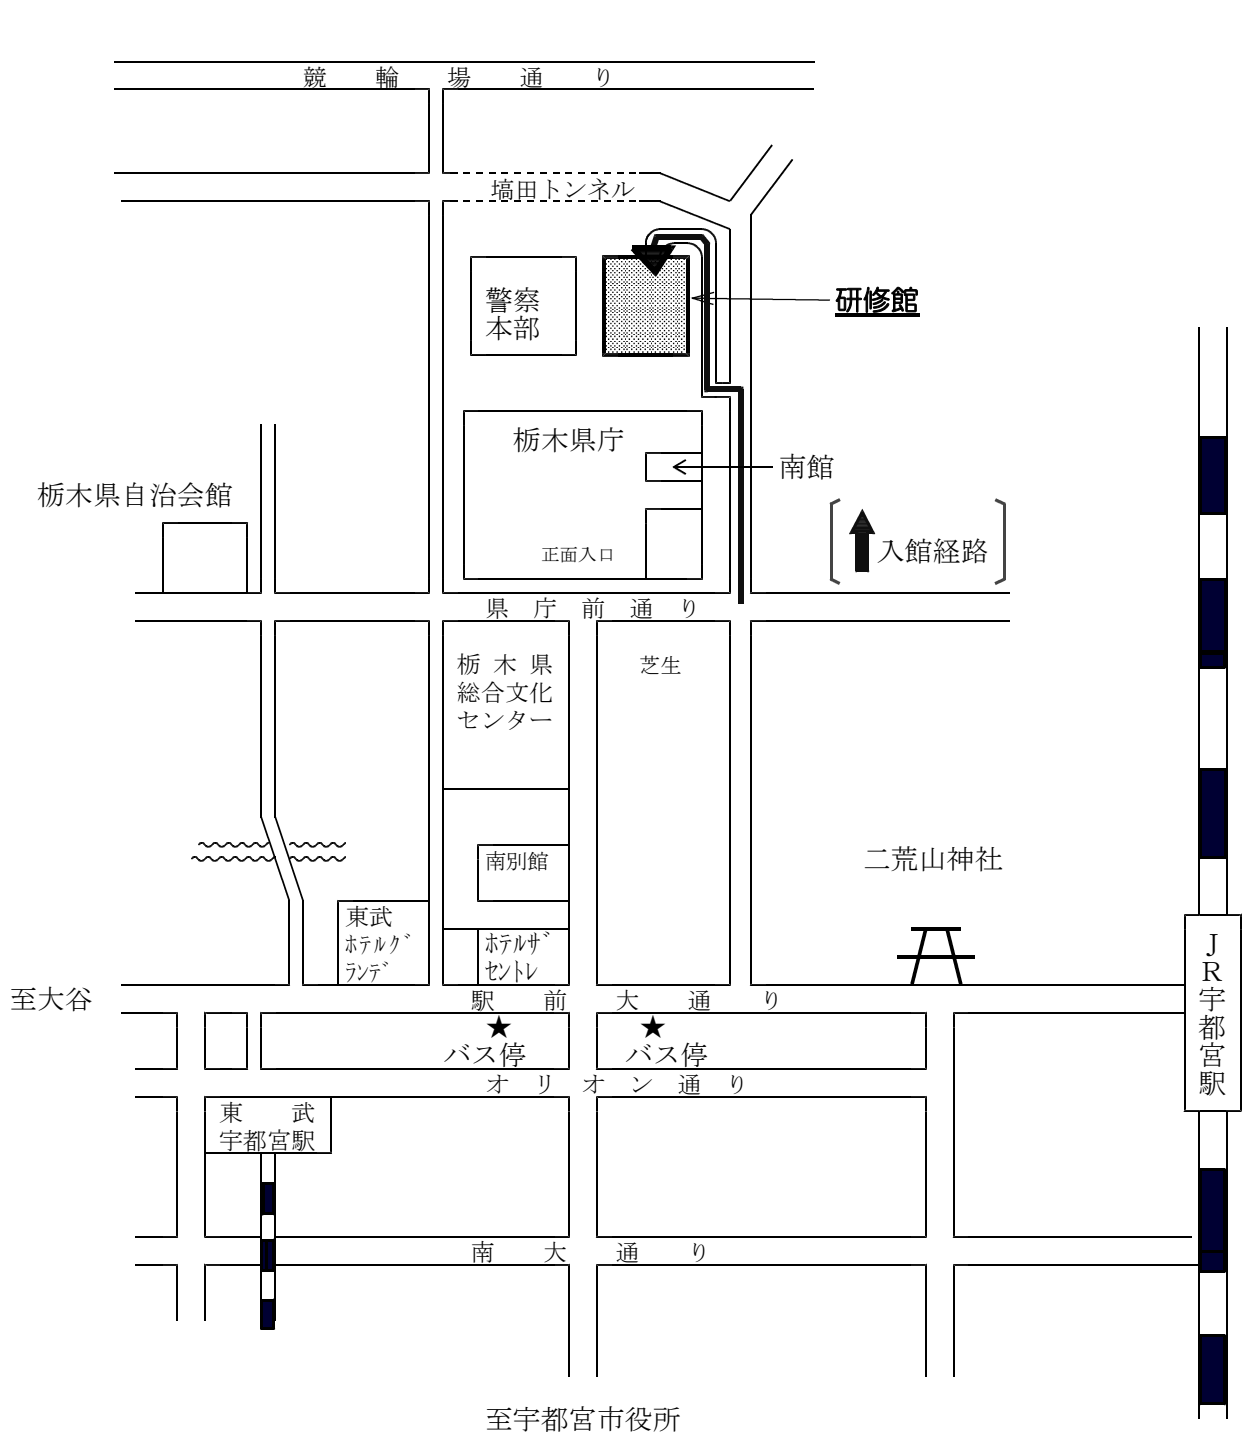 競輪場通り
塙田トンネル
警察
本部
研修館
栃木県庁
南館
栃木県自治会館
入館経路
正面入口
県庁前通り
栃木県
総合文化
センター
芝生
南別館
二荒山神社
東武
ﾎﾃﾙｸﾞ
ﾗﾝﾃﾞ
ﾎﾃﾙｻﾞ
ｾﾝﾄﾚ
JR宇都宮駅
至大谷
駅前大通り
★
★
バス停
バス停
オリオン通り
東武
宇都宮駅
南大通り
至宇都宮市役所